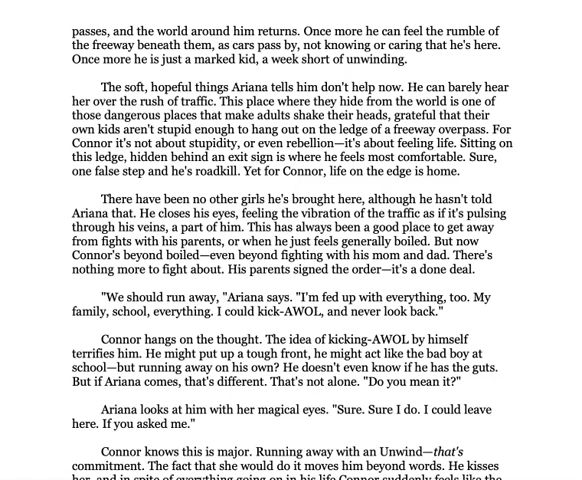 passes, and the world around him returns. Once more he can feel the rumble of
the freeway beneath them, as cars pass by, not knowing or caring that he's here.
Once more he is just a marked kid, a week short of unwinding.
The soft, hopeful things Ariana tells him don't help now. He can barely hear
her over the rush of traffic. This place where they hide from the world is one of
those dangerous places that make adults shake their heads, grateful that their
own kids aren't stupid enough to hang out on the ledge of a freeway overpass. For
Connor it's not about stupidity, or even rebellion—it's about feeling life. Sitting on
this ledge, hidden behind an exit sign is where he feels most comfortable. Sure,
one false step and he's roadkill. Yet for Connor, life on the edge is home.
There have been no other girls he's brought here, although he hasn't told
Ariana that. He closes his eyes, feeling the vibration of the traffic as if it's pulsing
through his veins, a part of him. This has always been a good place to get away
from fights with his parents, or when he just feels generally boiled. But now
Connor's beyond boiled—even beyond fighting with his mom and dad. There's
nothing more to fight about. His parents signed the order—it's a done deal.
"We should run away, "Ariana says. "I'm fed up with everything, too. My
family, school, everything. I could kick-AWOL, and never look back."
Connor hangs on the thought. The idea of kicking-AWOL by himself
terrifies him. He might put up a tough front, he might act like the bad boy at
school—but running away on his own? He doesn't even know if he has the guts.
But if Ariana comes, that's different. That's not alone. "Do you mean it?"
Ariana looks at him with her magical eyes. "Sure. Sure I do. I could leave
here. If you asked me."
Connor knows this is major. Running away with an Unwind—that's
commitment. The fact that she would do it moves him beyond words. He kisses
her, and in spite of everything going on in his life Connor suddenly feels like the